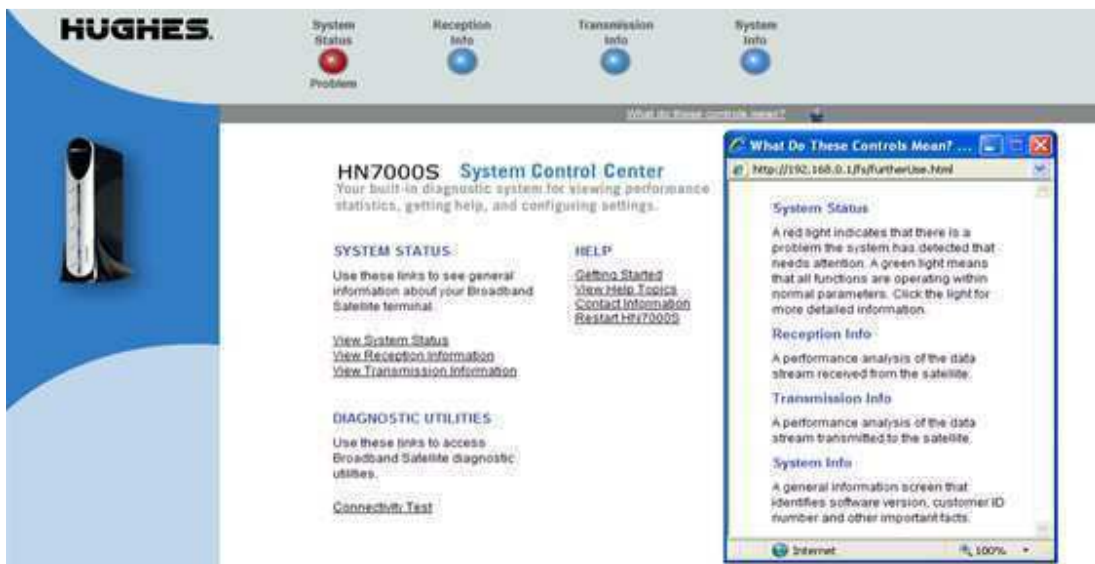 HUGHES.
System
Status
Problem
Reception
Info
Transmission
Info
System
Info
What do these controls mean?
HN7000S System Control Center
Your built-in diagnostic system for viewing performance
statistics, getting help, and configuring settings.
SYSTEM STATUS
Use these links to see general
information about your Broadband
Satellite terminal.
View System Status
View Reception Information
View Transmission Information
DIAGNOSTIC UTILITIES
Use these links to access
Broadband Satellite diagnostic
utilities.
Connectivity Test
HELP
Getting Started
View Help Topics
Contact Information
Restart HN7000S
What Do These Controls Mean? ...
http://192.168.0.1/fs/furtherUse.html
System Status
A red light indicates that there is a
problem the system has detected that
needs attention. A green light means
that all functions are operating within
normal parameters. Click the light for
more detailed information.
Reception Info
A performance analysis of the data
stream received from the satellite.
Transmission Info
A performance analysis of the data
stream transmitted to the satellite.
System Info
A general information screen that
identifies software version, customer ID
number and other important facts.
Internet
100%